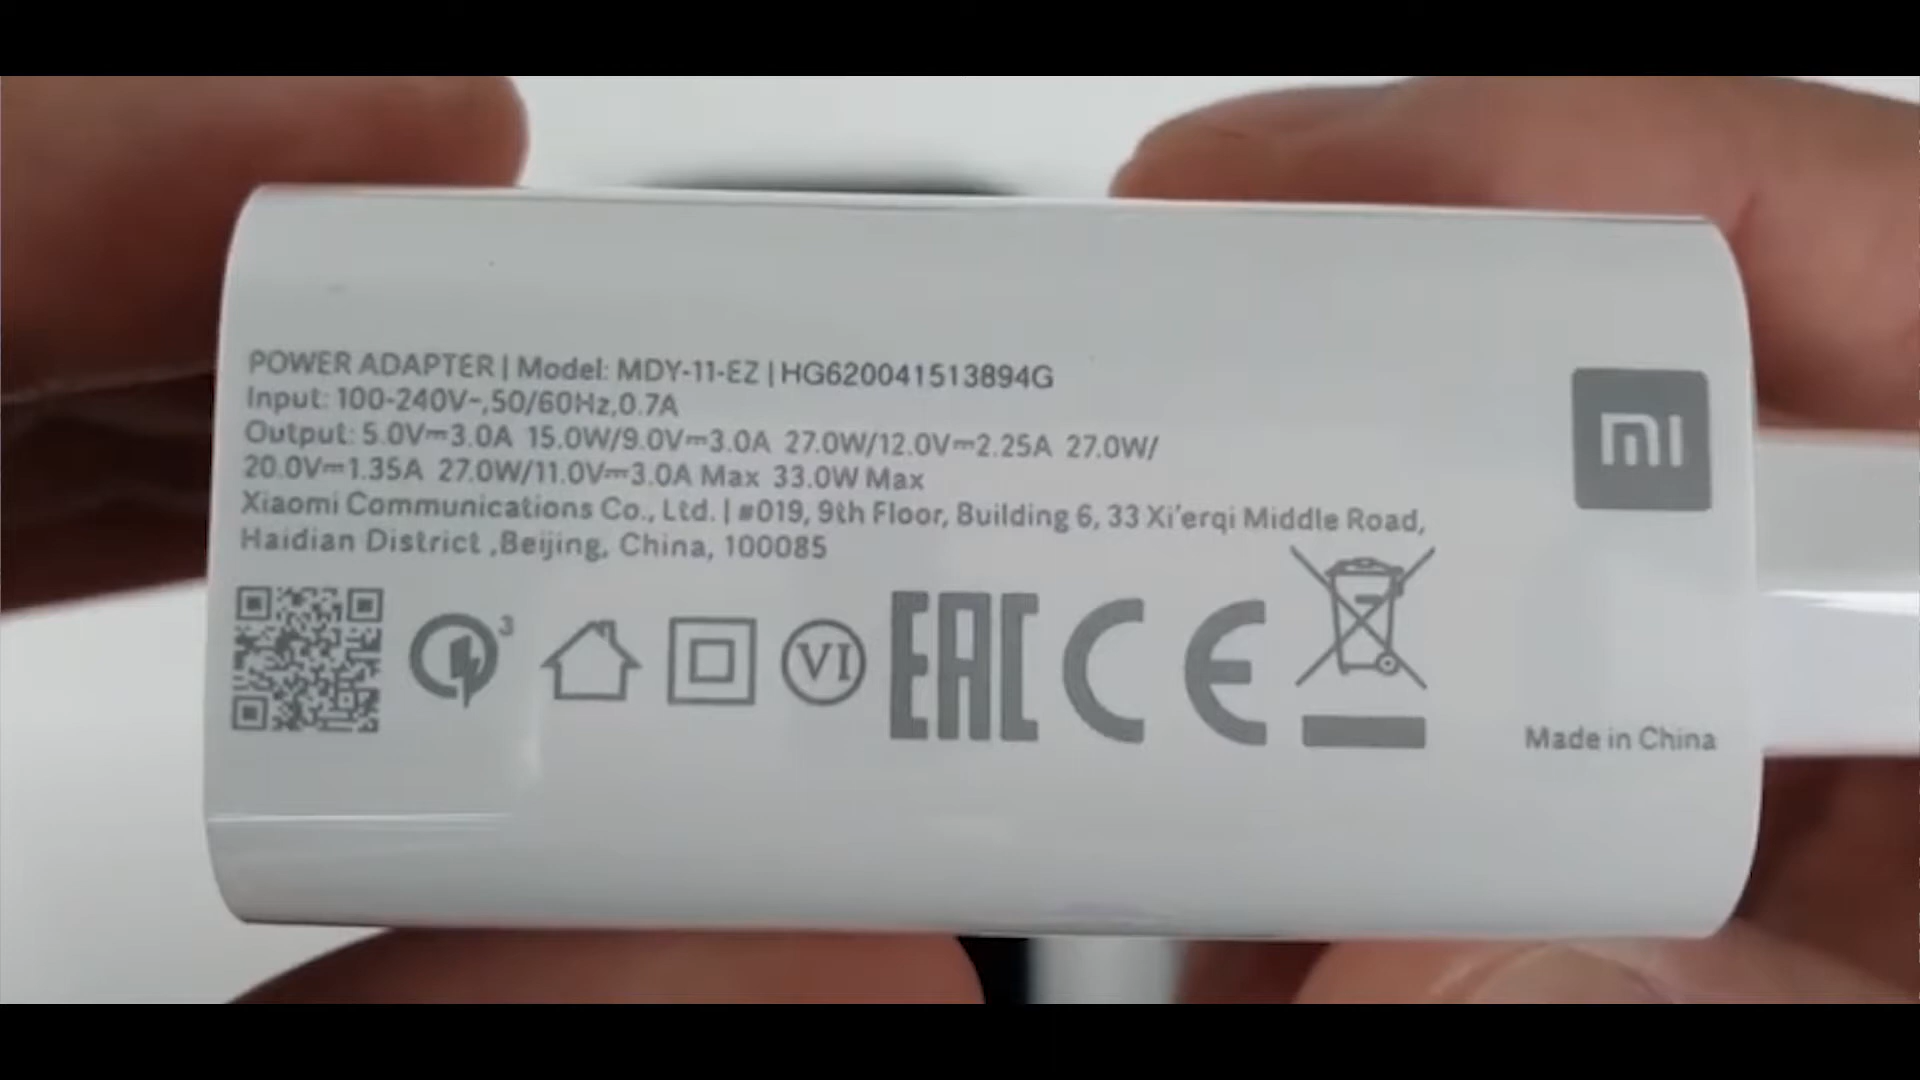 POWER ADAPTER | Model: MDY-11-EZ | HG620041513894G
Input: 100-240V~,50/60Hz,0.7A
Output: 5.0V⎓3.0A 15.0W/9.0V⎓3.0A 27.0W/12.0V⎓2.25A 27.0W/
20.0V⎓1.35A 27.0W/11.0V⎓3.0A Max 33.0W Max
Xiaomi Communications Co., Ltd. | #019, 9th Floor, Building 6, 33 Xi'erqi Middle Road,
Haidian District ,Beijing, China, 100085
mi
3 VI EAC CE
Made in China